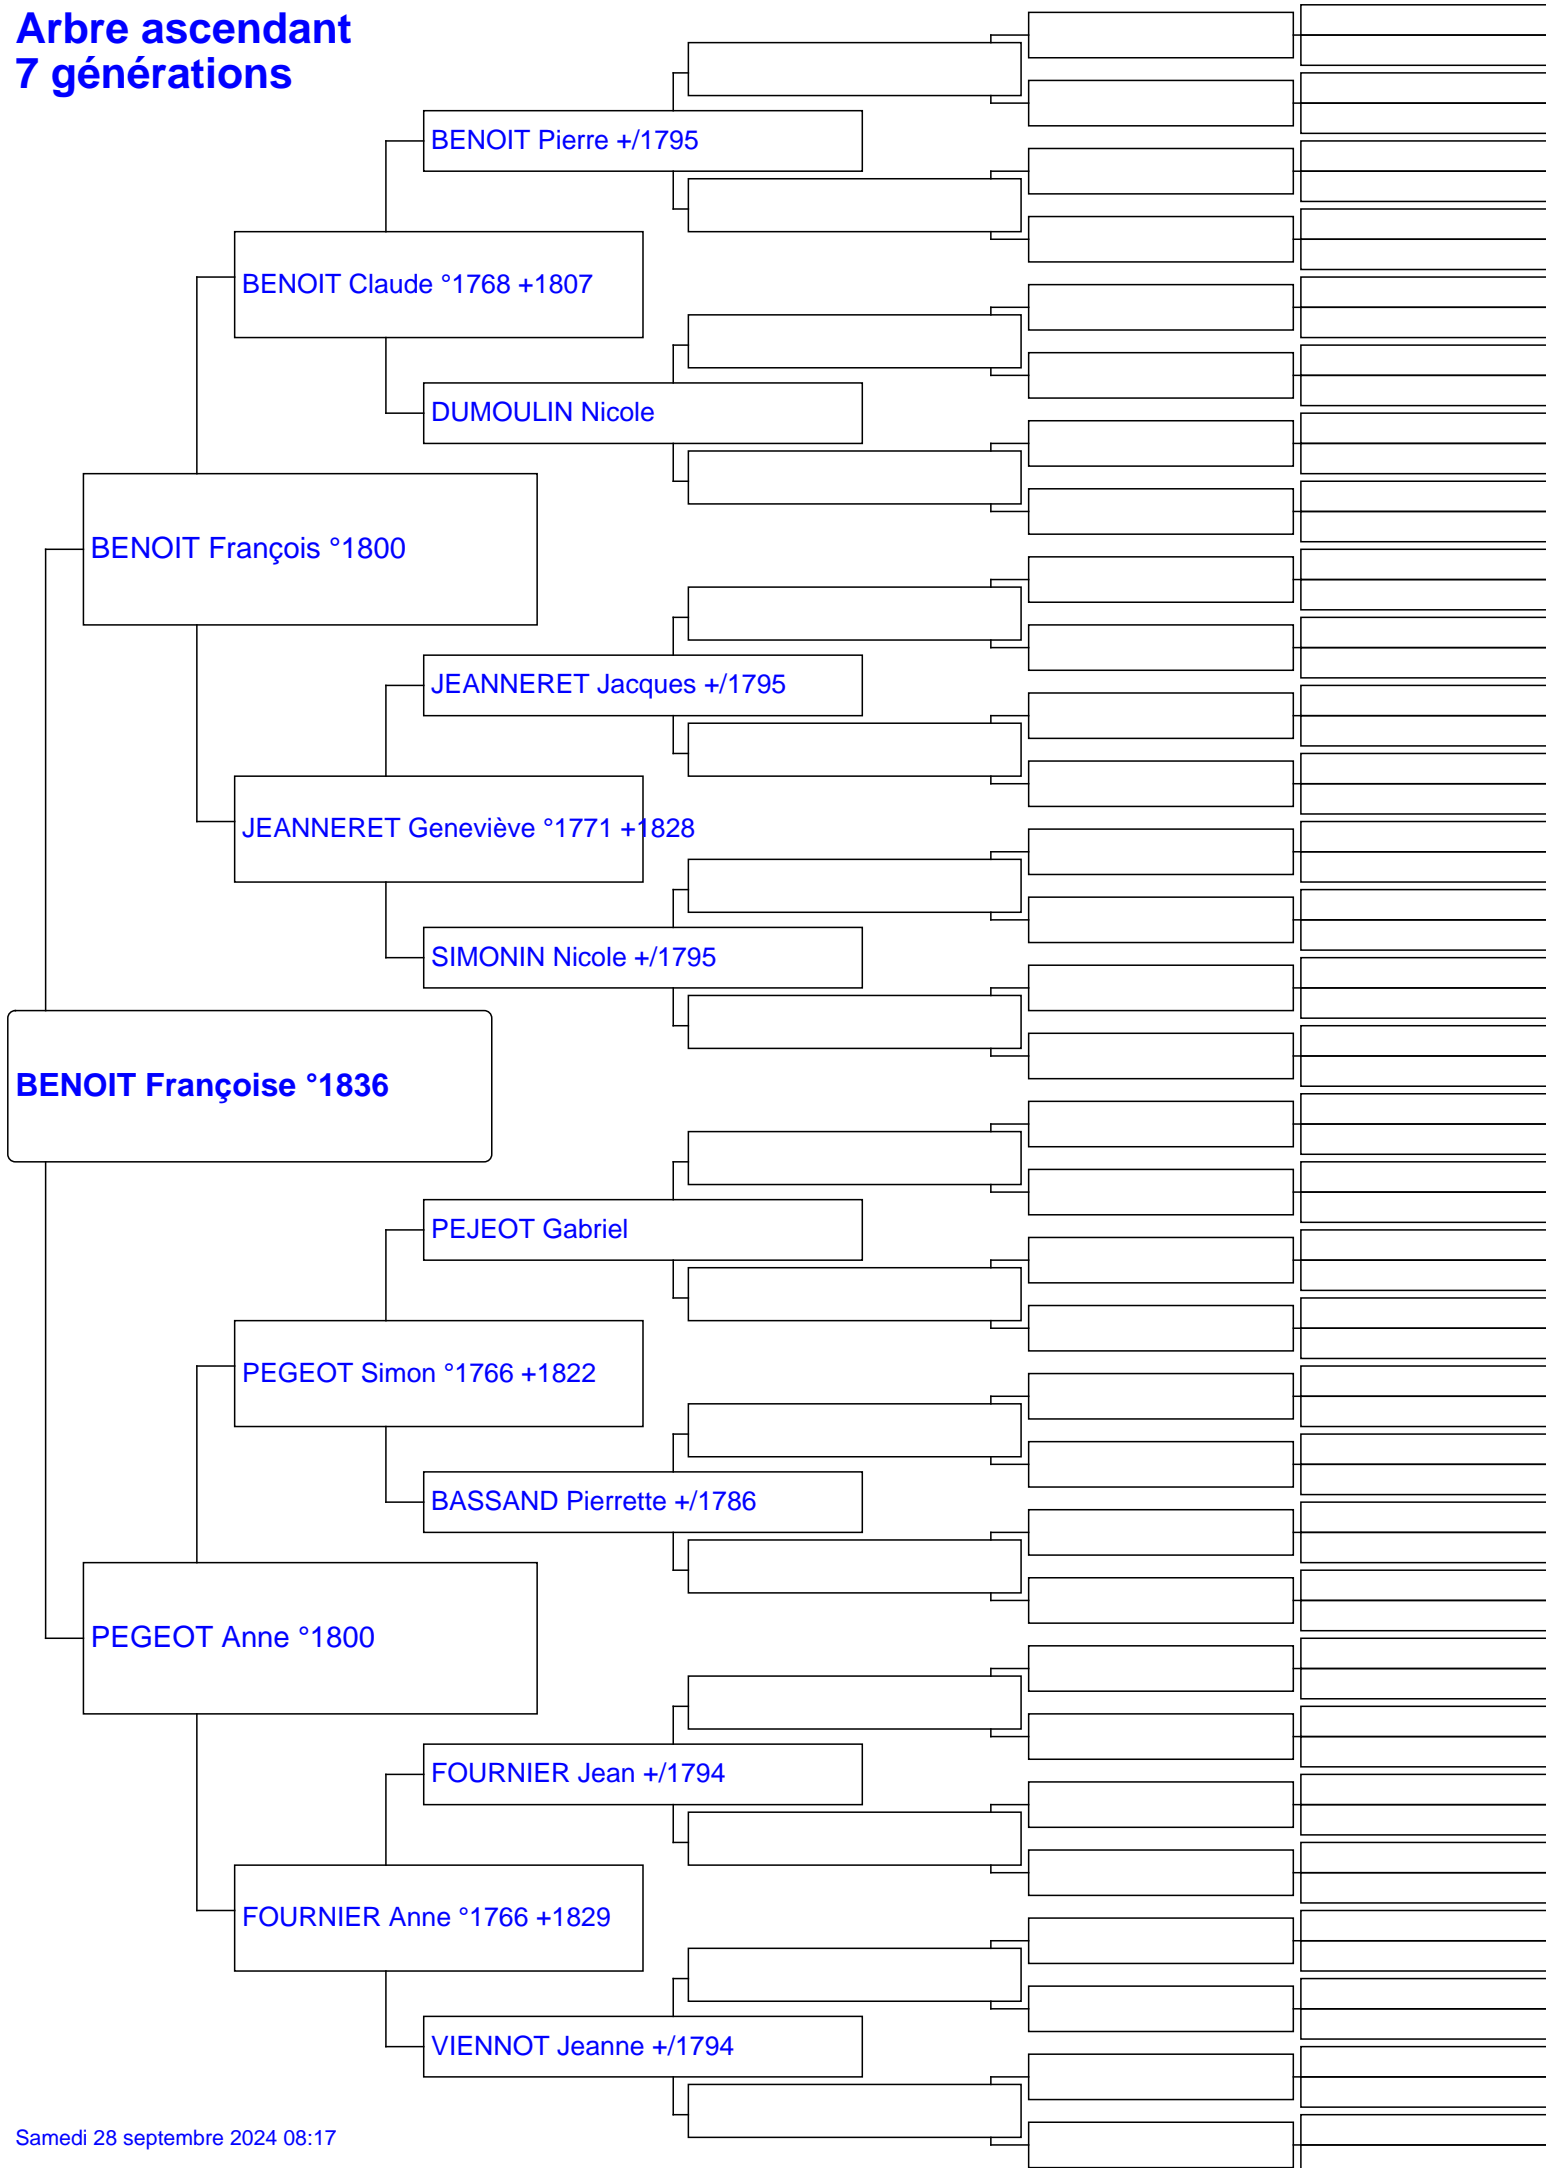 Arbre ascendant
7 générations
BENOIT Pierre +/1795
BENOIT Claude °1768 +1807
DUMOULIN Nicole
BENOIT François °1800
JEANNERET Jacques +/1795
JEANNERET Geneviève °1771 +1828
SIMONIN Nicole +/1795
BENOIT Françoise °1836
PEJEOT Gabriel
PEGEOT Simon °1766 +1822
BASSAND Pierrette +/1786
PEGEOT Anne °1800
FOURNIER Jean +/1794
FOURNIER Anne °1766 +1829
VIENNOT Jeanne +/1794
Samedi 28 septembre 2024 08:17